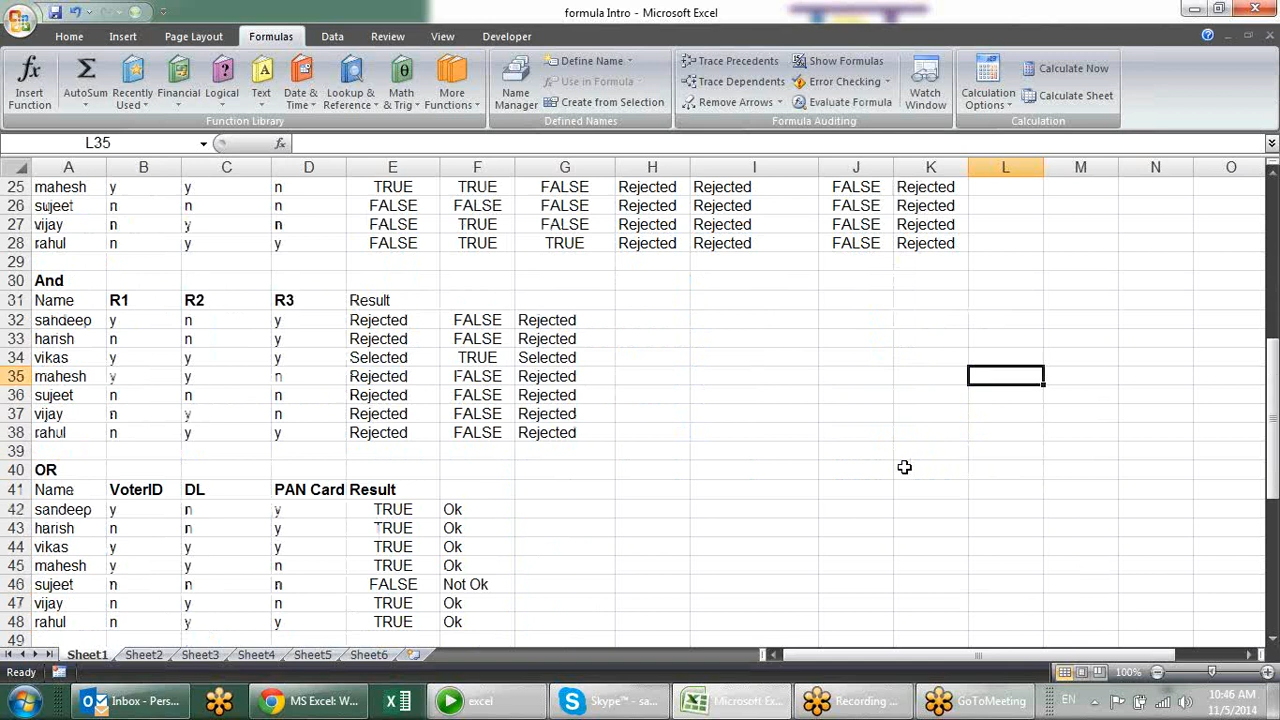 formula Intro - Microsoft Excel
Home Insert Page Layout Formulas Data Review View Developer
Insert Function AutoSum Recently Used Financial Logical Text Date & Time Lookup & Reference Math & Trig More Functions
Function Library
Name Manager Define Name Use in Formula Create from Selection
Defined Names
Trace Precedents Trace Dependents Remove Arrows Show Formulas Error Checking Evaluate Formula Watch Window
Formula Auditing
Calculation Options Calculate Now Calculate Sheet
Calculation
L35 fx
A B C D E F G H I J K L M N O
25 mahesh y y n TRUE TRUE FALSE Rejected Rejected FALSE Rejected
26 sujeet n n n FALSE FALSE FALSE Rejected Rejected FALSE Rejected
27 vijay n y n FALSE TRUE FALSE Rejected Rejected FALSE Rejected
28 rahul n y y FALSE TRUE TRUE Rejected Rejected FALSE Rejected
29
30 And
31 Name R1 R2 R3 Result
32 sandeep y n y Rejected FALSE Rejected
33 harish n n y Rejected FALSE Rejected
34 vikas y y y Selected TRUE Selected
35 mahesh y y n Rejected FALSE Rejected
36 sujeet n n n Rejected FALSE Rejected
37 vijay n y n Rejected FALSE Rejected
38 rahul n y y Rejected FALSE Rejected
39
40 OR
41 Name VoterID DL PAN Card Result
42 sandeep y n y TRUE Ok
43 harish n n y TRUE Ok
44 vikas y y y TRUE Ok
45 mahesh y y n TRUE Ok
46 sujeet n n n FALSE Not Ok
47 vijay n y n TRUE Ok
48 rahul n y y TRUE Ok
49
Sheet1 Sheet2 Sheet3 Sheet4 Sheet5 Sheet6
Ready 100%
Inbox - Pers... MS Excel: W... excel Skype™ - sa... Microsoft Ex... Recording ... GoToMeeting EN 10:46 AM
11/5/2014